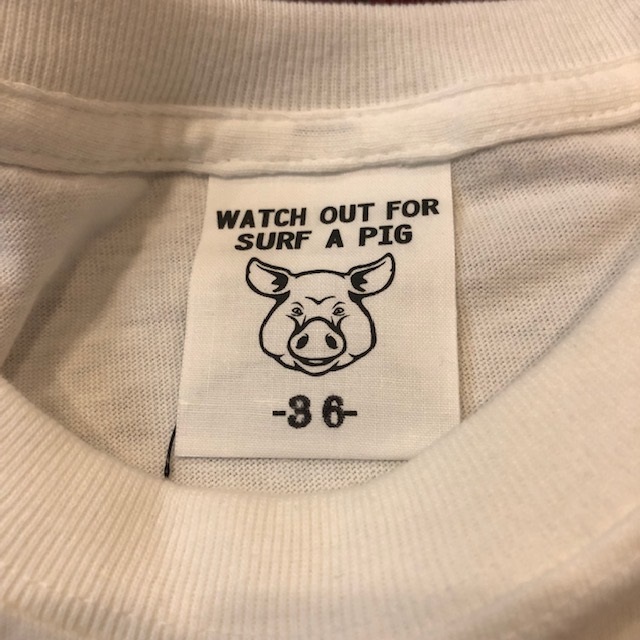 WATCH OUT FOR
SURF A PIG
-36-